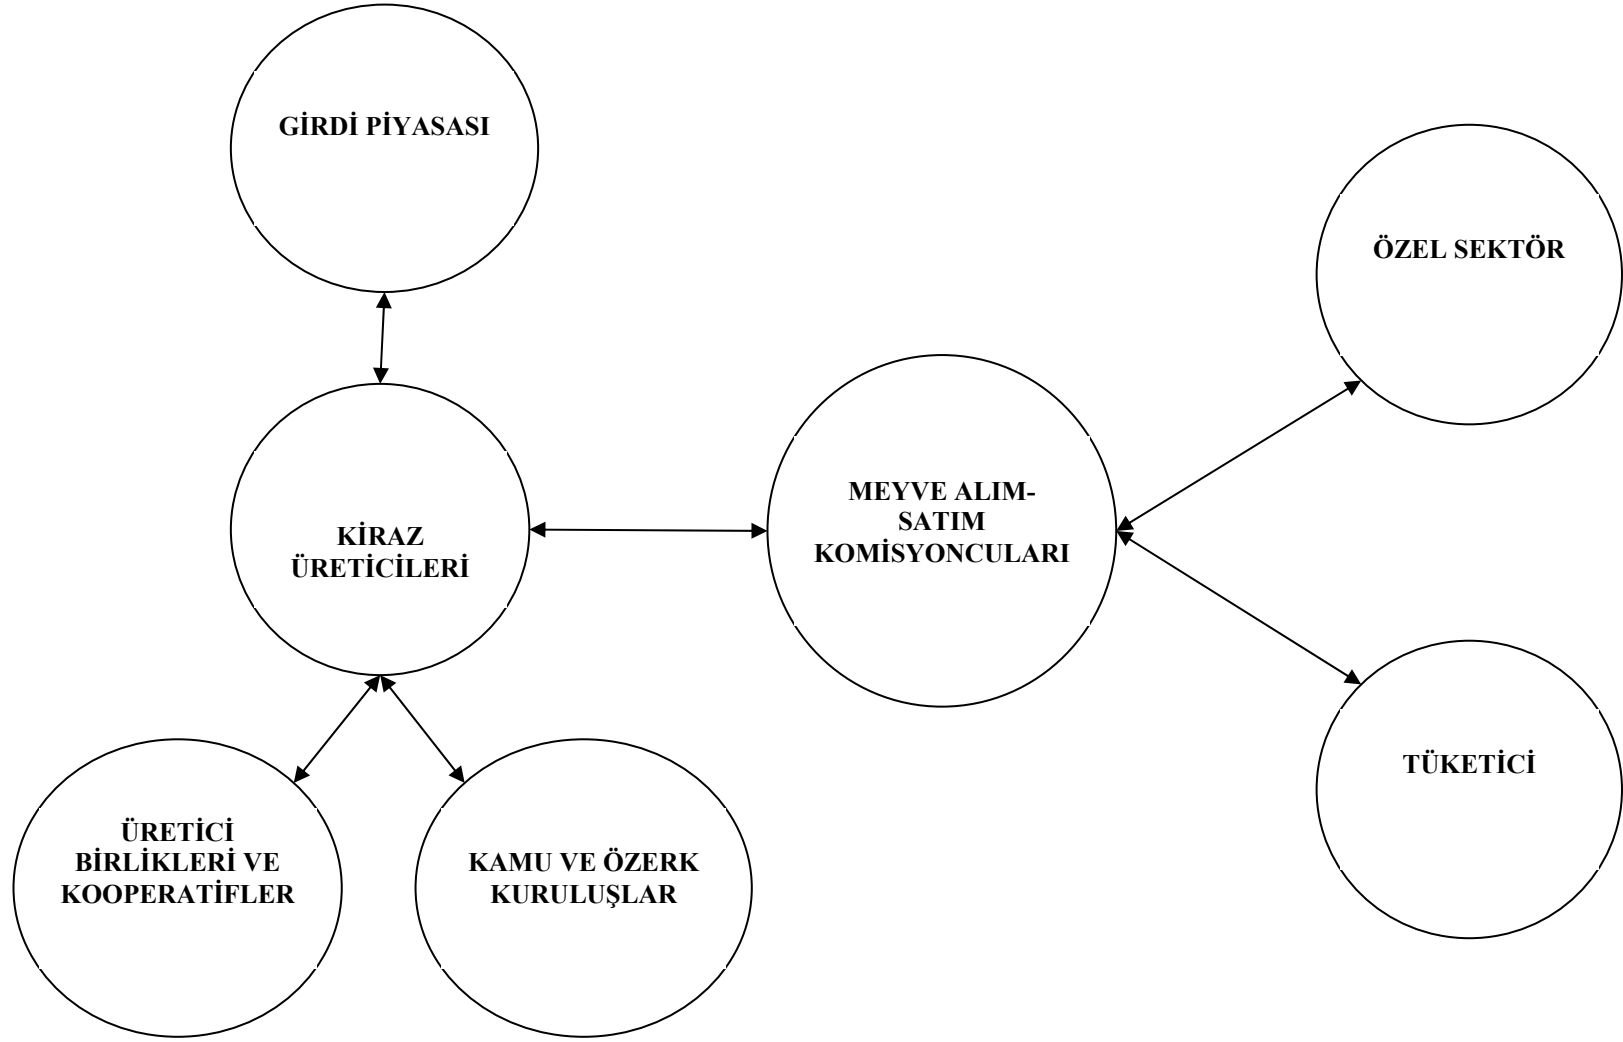 GİRDİ PİYASASI
ÖZEL SEKTÖR
KİRAZ
ÜRETİCİLERİ
MEYVE ALIM-
SATIM
KOMİSYONCULARI
TÜKETİCİ
ÜRETİCİ
BİRLİKLERİ VE
KOOPERATİFLER
KAMU VE ÖZERK
KURULUŞLAR